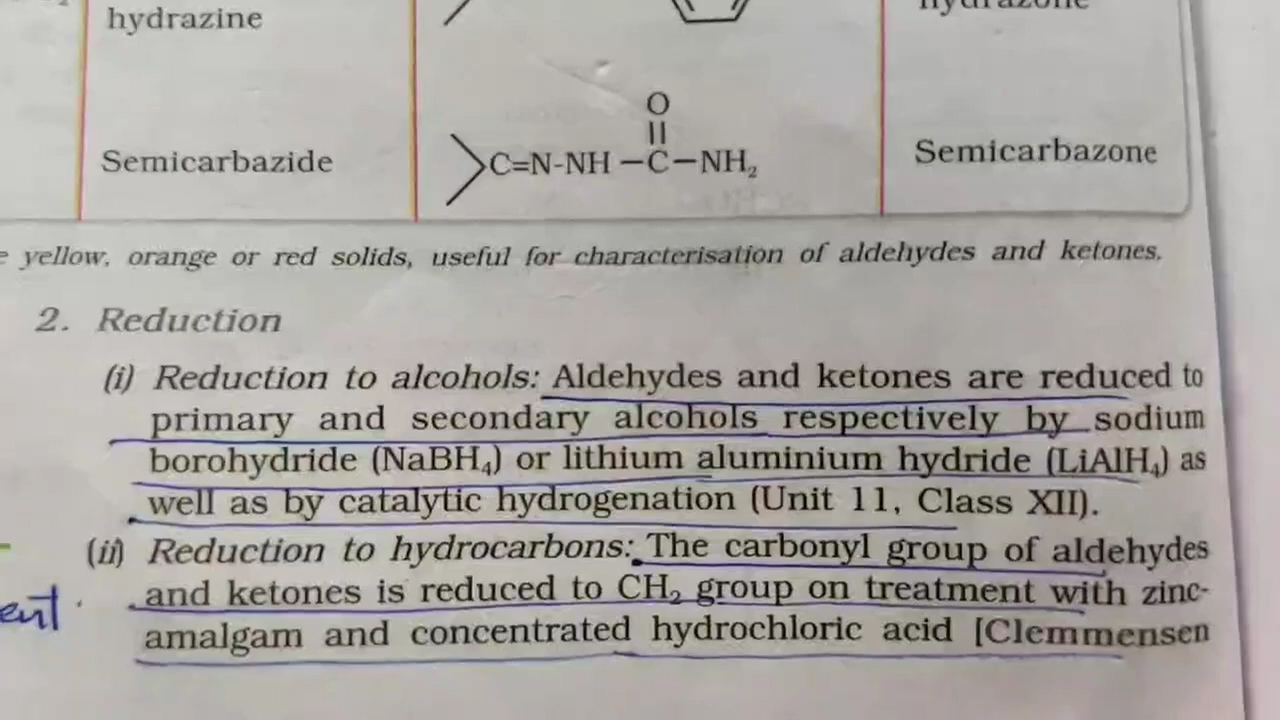 hydrazine
hydrazone
O
Semicarbazide
C=N-NH—C—NH₂
Semicarbazone
yellow, orange or red solids, useful for characterisation of aldehydes and ketones.
2. Reduction
(i) Reduction to alcohols: Aldehydes and ketones are reduced to
primary and secondary alcohols respectively by sodium
borohydride (NaBH₄) or lithium aluminium hydride (LiAlH₄) as
well as by catalytic hydrogenation (Unit 11, Class XII).
(ii) Reduction to hydrocarbons: The carbonyl group of aldehydes
and ketones is reduced to CH₂ group on treatment with zinc-
amalgam and concentrated hydrochloric acid [Clemmensen